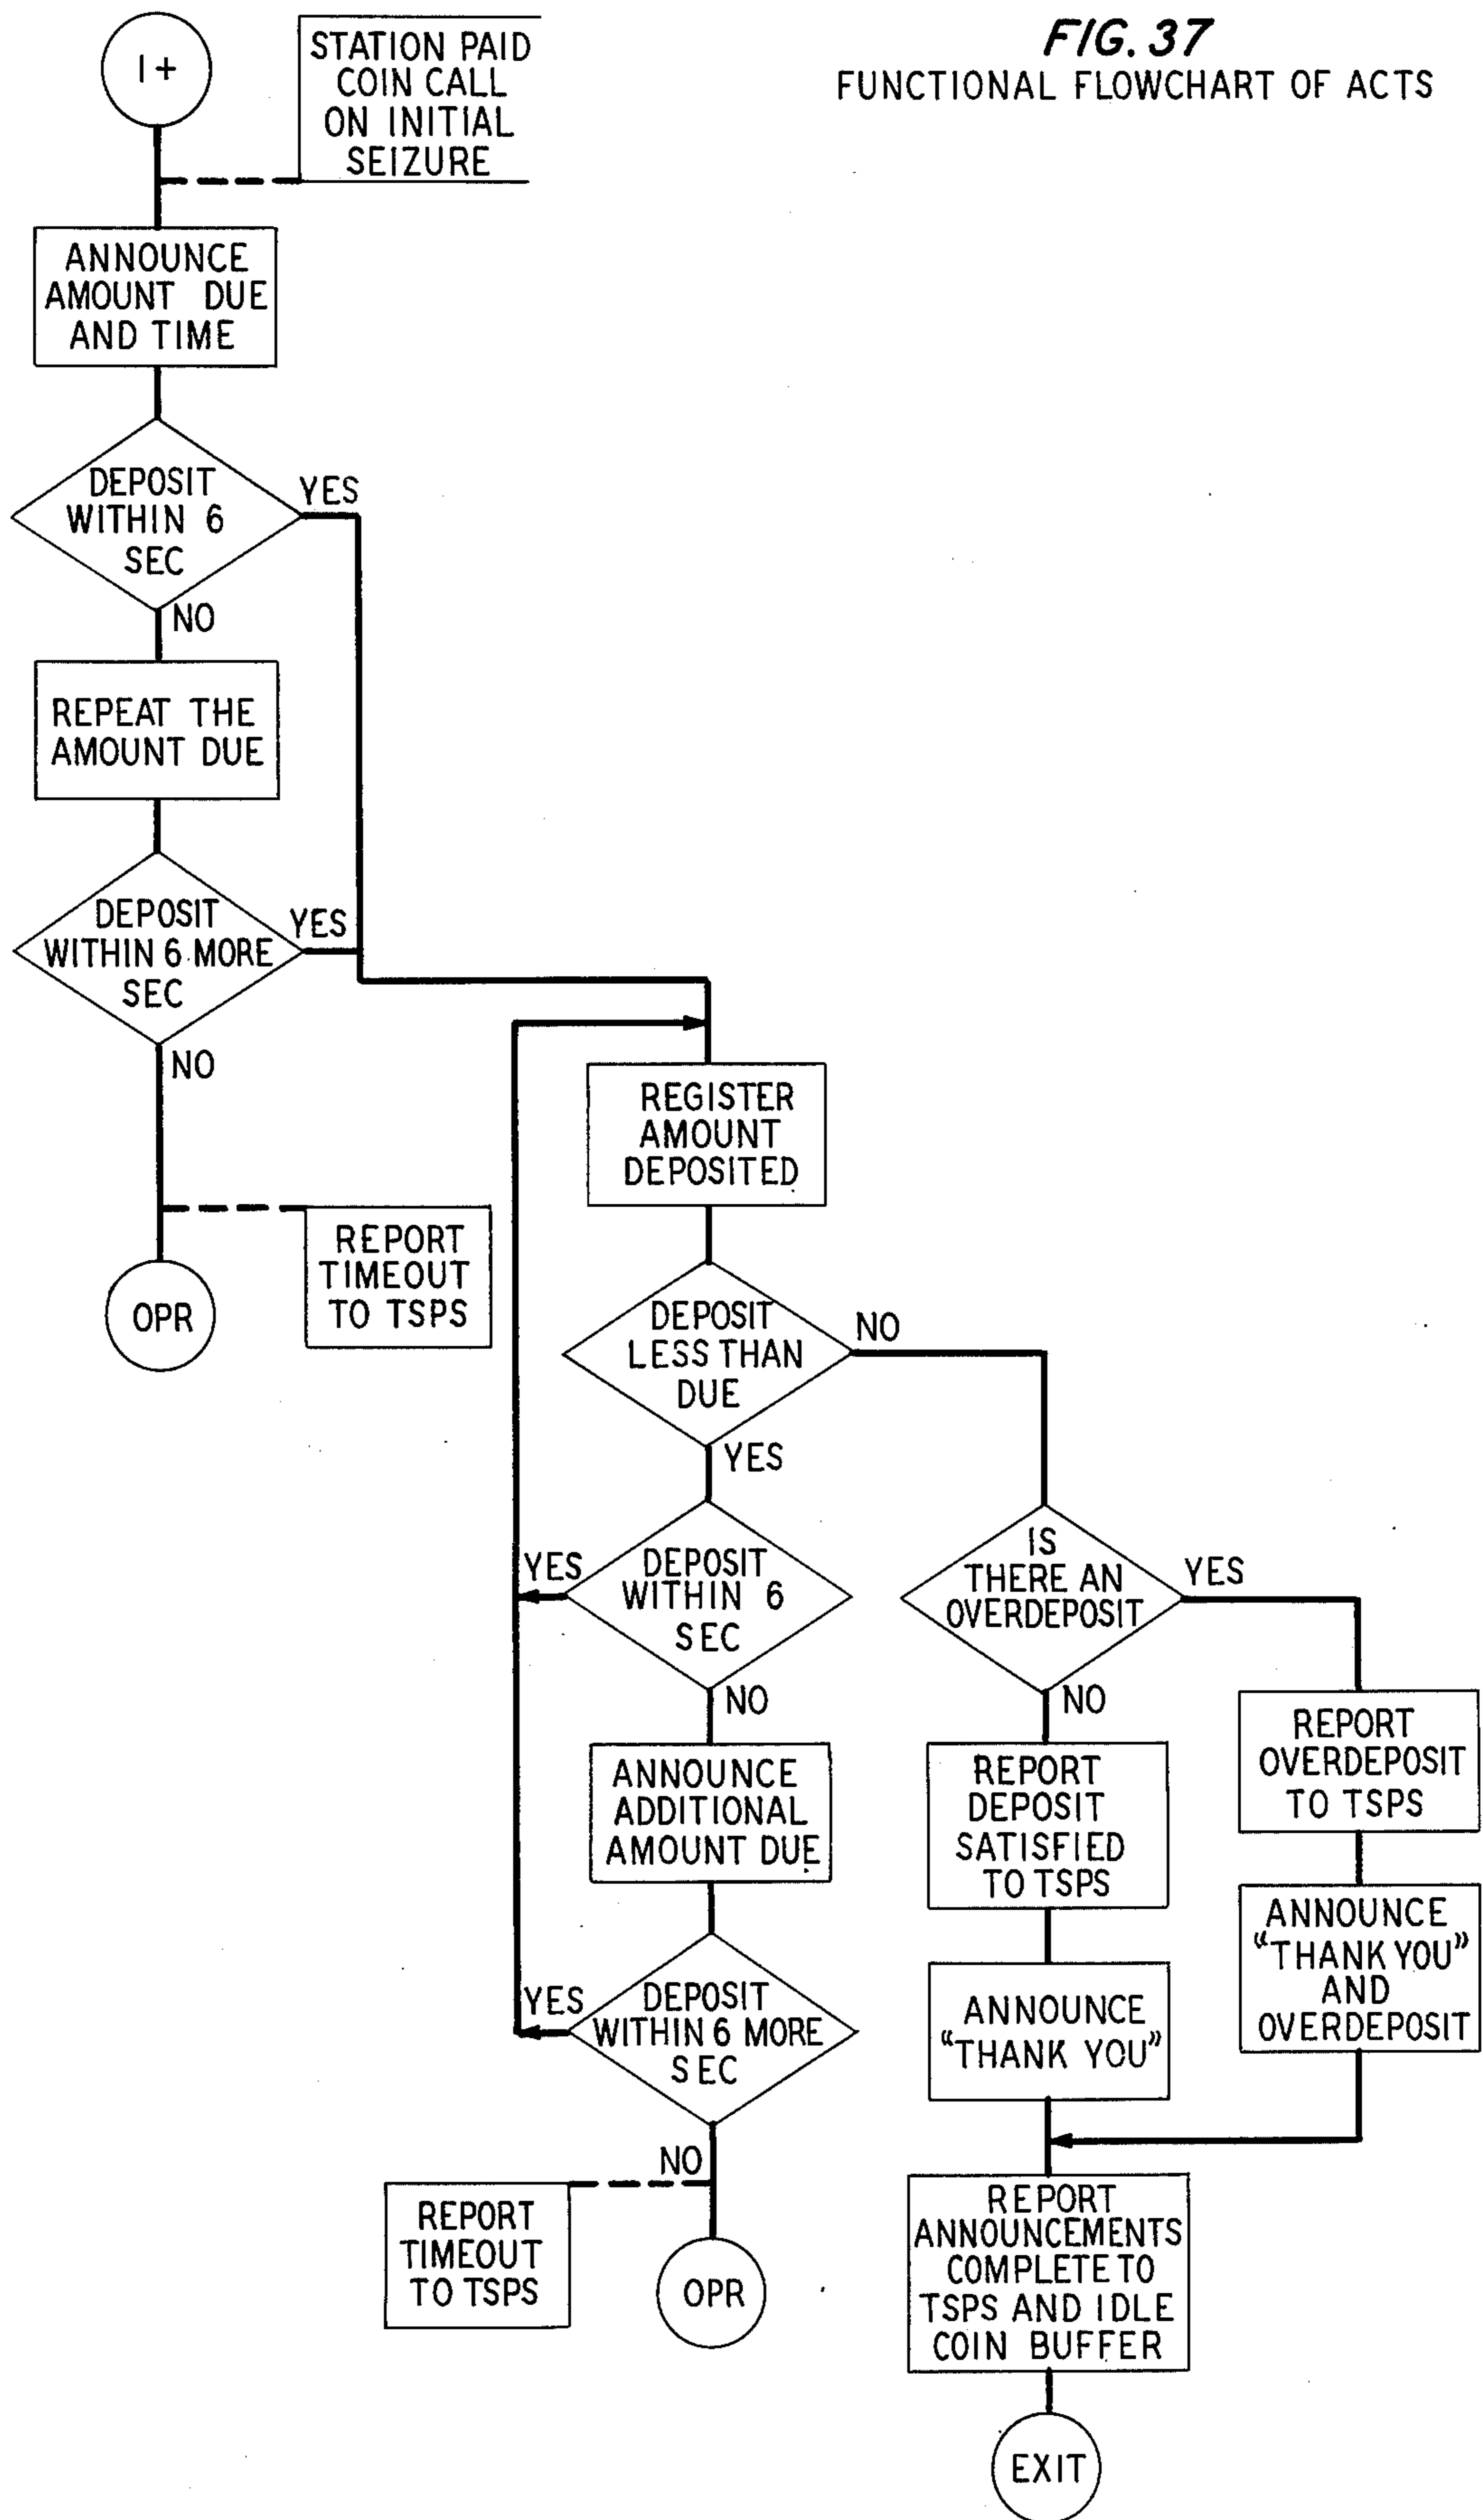 FIG. 37
FUNCTIONAL FLOWCHART OF ACTS
1+
STATION PAID
COIN CALL
ON INITIAL
SEIZURE
ANNOUNCE
AMOUNT DUE
AND TIME
DEPOSIT
WITHIN 6
SEC
YES
NO
REPEAT THE
AMOUNT DUE
DEPOSIT
WITHIN 6 MORE
SEC
YES
NO
REPORT
TIMEOUT
TO TSPS
OPR
REGISTER
AMOUNT
DEPOSITED
DEPOSIT
LESS THAN
DUE
NO
YES
DEPOSIT
WITHIN 6
SEC
YES
NO
ANNOUNCE
ADDITIONAL
AMOUNT DUE
DEPOSIT
WITHIN 6 MORE
SEC
YES
NO
REPORT
TIMEOUT
TO TSPS
OPR
IS
THERE AN
OVERDEPOSIT
YES
NO
REPORT
DEPOSIT
SATISFIED
TO TSPS
ANNOUNCE
“THANK YOU”
REPORT
OVERDEPOSIT
TO TSPS
ANNOUNCE
“THANK YOU”
AND
OVERDEPOSIT
REPORT
ANNOUNCEMENTS
COMPLETE TO
TSPS AND IDLE
COIN BUFFER
EXIT